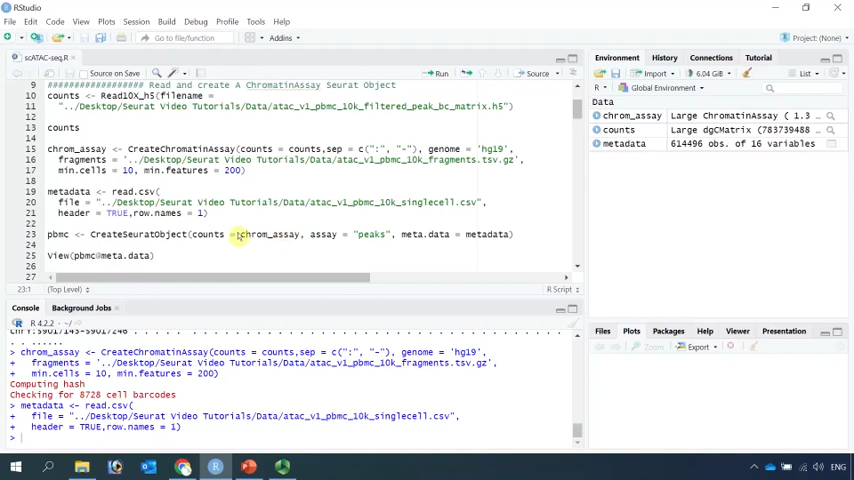 RStudio
File Edit Code View Plots Session Build Debug Profile Tools Help
Go to file/function
Addins
Project: (None)
scATAC-seq.R
Source on Save
Run
Source
9 ################## Read and create A ChromatinAssay Seurat Object
10 counts <- Read10X_h5(filename =
11 "../Desktop/Seurat Video Tutorials/Data/atac_v1_pbmc_10k_filtered_peak_bc_matrix.h5")
12
13 counts
14
15 chrom_assay <- CreateChromatinAssay(counts = counts,sep = c(":", "-"), genome = 'hg19',
16 fragments = '../Desktop/Seurat Video Tutorials/Data/atac_v1_pbmc_10k_fragments.tsv.gz',
17 min.cells = 10, min.features = 200)
18
19 metadata <- read.csv(
20 file = "../Desktop/Seurat Video Tutorials/Data/atac_v1_pbmc_10k_singlecell.csv",
21 header = TRUE,row.names = 1)
22
23 pbmc <- CreateSeuratObject(counts = chrom_assay, assay = "peaks", meta.data = metadata)
24
25 View(pbmc@meta.data)
26
27
(Top Level)
R Script
Console Background Jobs
R 4.2.2 · ~/
. . ......
> chrom_assay <- CreateChromatinAssay(counts = counts,sep = c(":", "-"), genome = 'hg19',
+ fragments = '../Desktop/Seurat Video Tutorials/Data/atac_v1_pbmc_10k_fragments.tsv.gz',
+ min.cells = 10, min.features = 200)
Computing hash
Checking for 8728 cell barcodes
> metadata <- read.csv(
+ file = "../Desktop/Seurat Video Tutorials/Data/atac_v1_pbmc_10k_singlecell.csv",
+ header = TRUE,row.names = 1)
>
Environment History Connections Tutorial
Import
6.04 GiB
List
R
Global Environment
Data
chrom_assay Large ChromatinAssay ( 1.3
counts Large dgCMatrix (783739488
metadata 614496 obs. of 16 variables
Files Plots Packages Help Viewer Presentation
Zoom Export
ENG